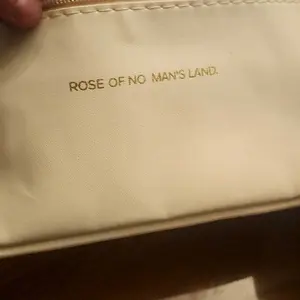 ROSE OF NO MAN'S LAND.